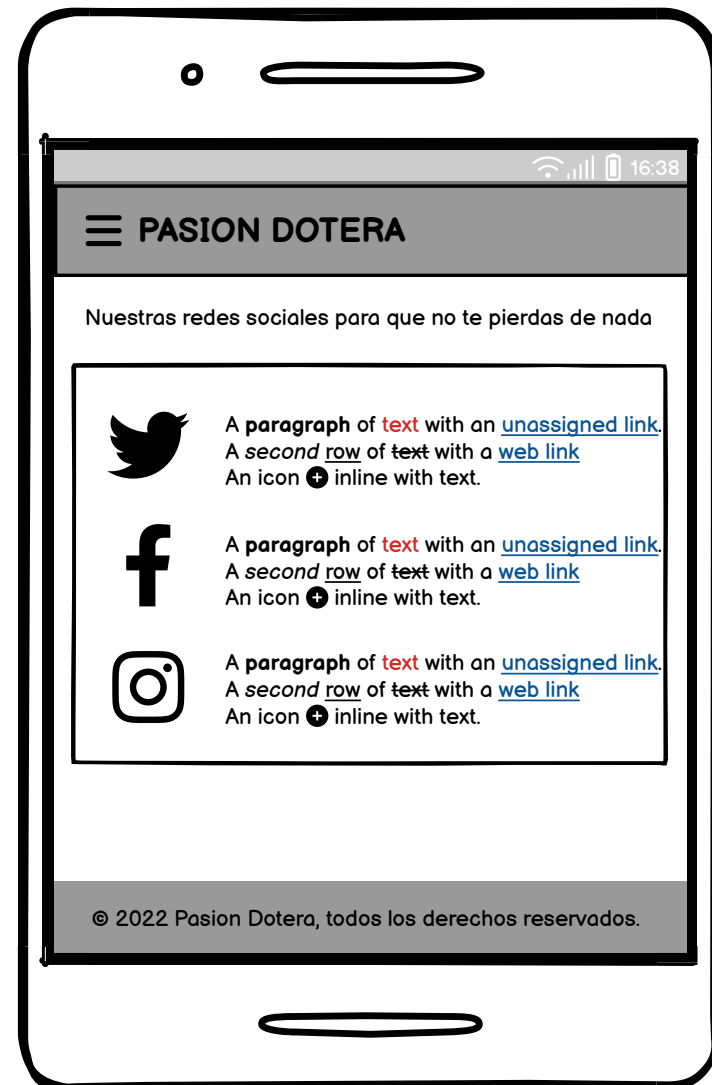 16:38
PASION DOTERA
Nuestras redes sociales para que no te pierdas de nada
A paragraph of text with an unassigned link.
A second row of text with a web link
An icon inline with text.
A paragraph of text with an unassigned link.
A second row of text with a web link
An icon inline with text.
A paragraph of text with an unassigned link.
A second row of text with a web link
An icon inline with text.
© 2022 Pasion Dotera, todos los derechos reservados.